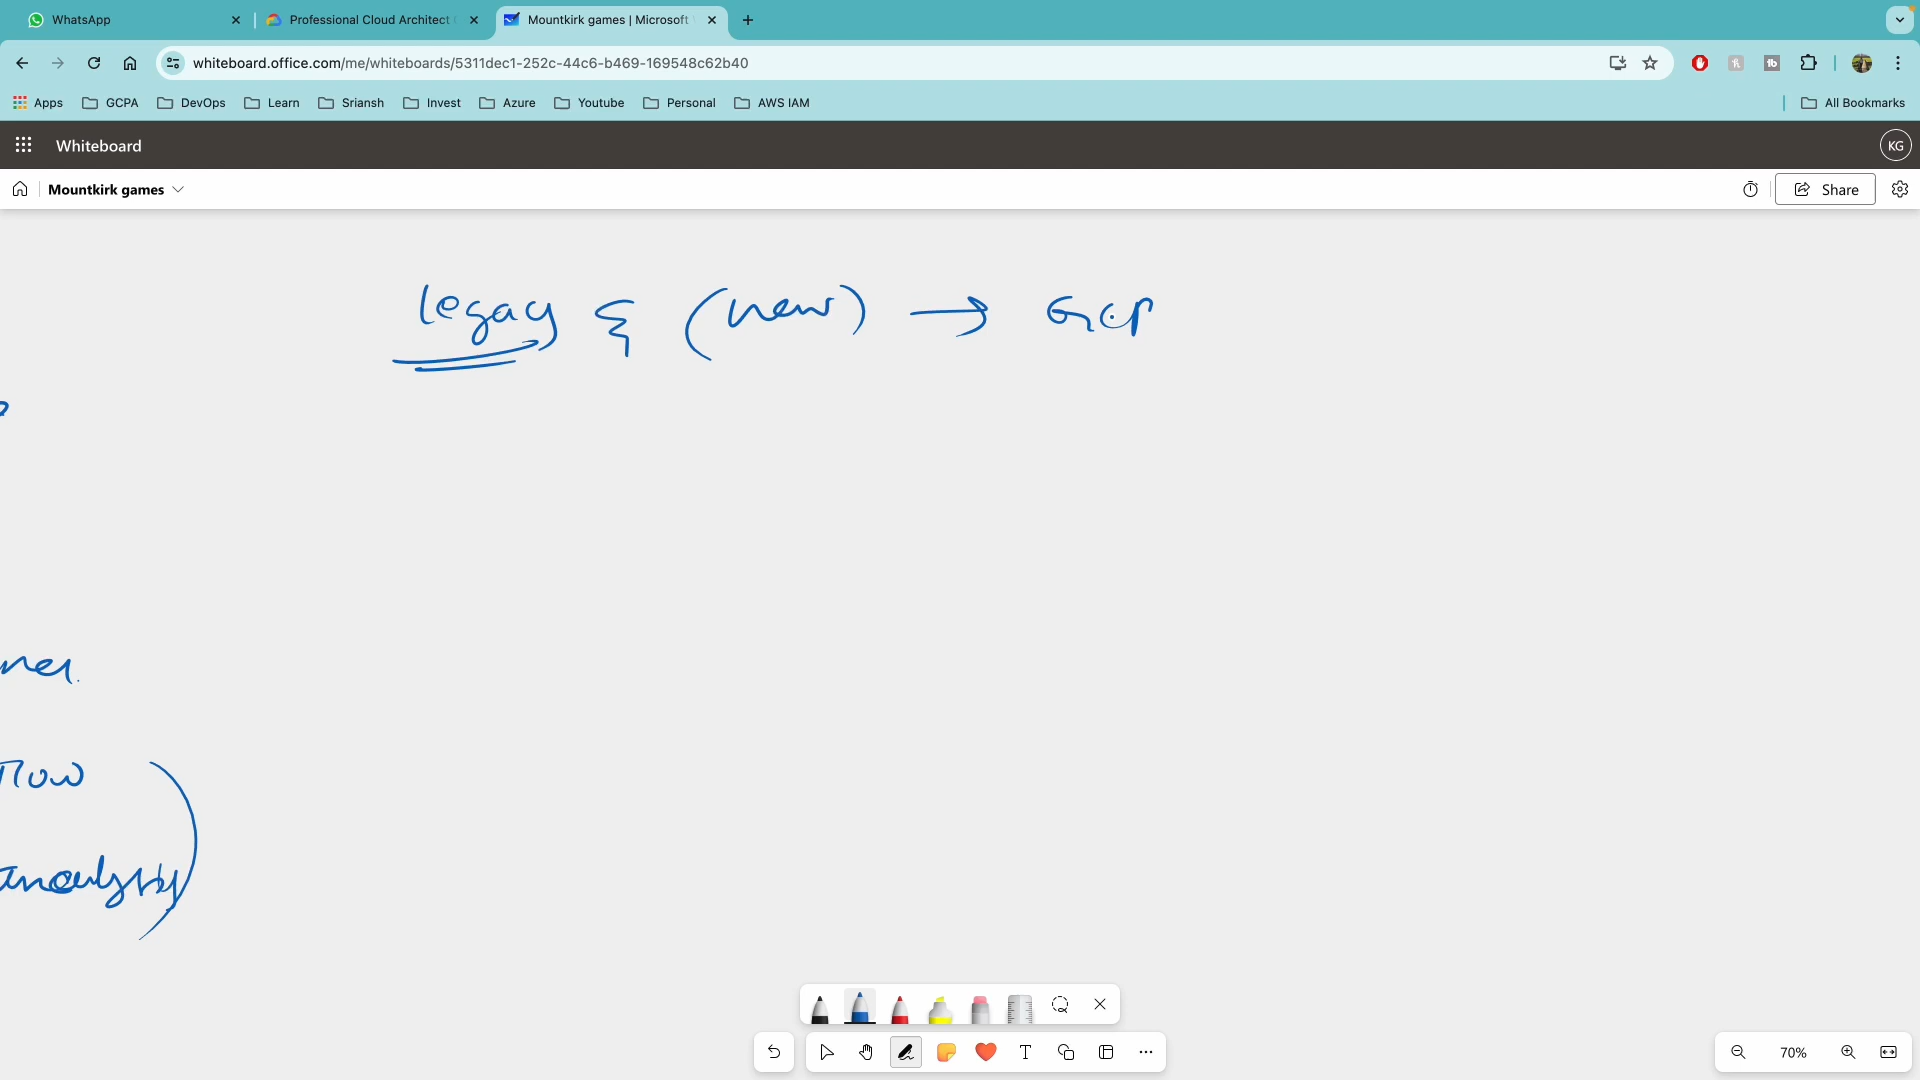 WhatsApp
Professional Cloud Architect
Mountkirk games | Microsoft
whiteboard.office.com/me/whiteboards/5311dec1-252c-44c6-b469-169548c62b40
Apps GCPA DevOps Learn Sriansh Invest Azure Youtube Personal AWS IAM All Bookmarks
Whiteboard KG
Mountkirk games Share
legacy & (new) → GCP
70%